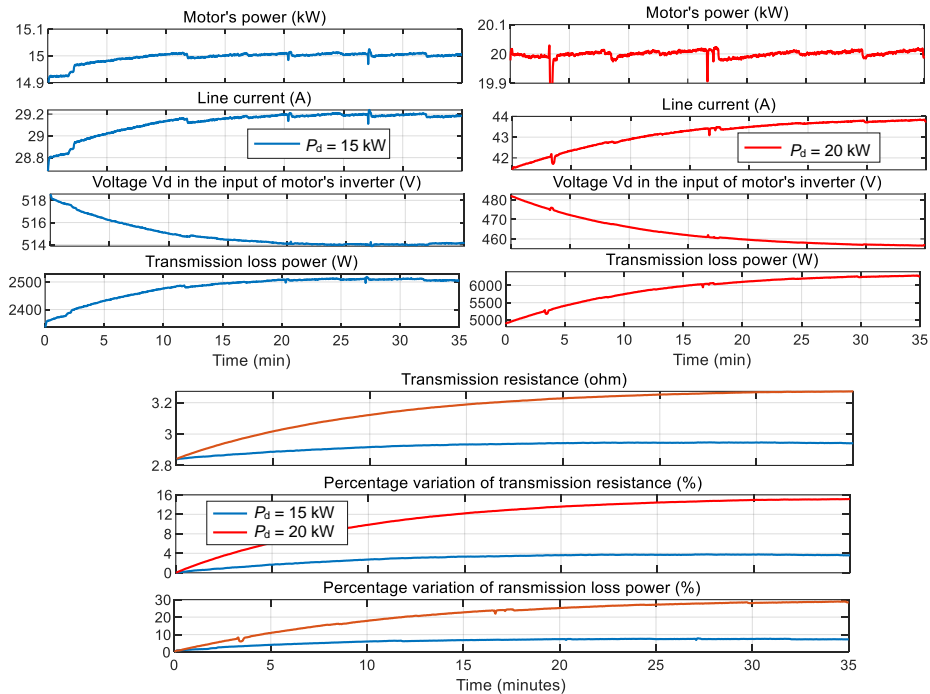 Motor's power (kW)
15.1
15
14.9
Line current (A)
29.2
29
28.8
Pd = 15 kW
Voltage Vd in the input of motor's inverter (V)
518
516
514
Transmission loss power (W)
2500
2400
0 5 10 15 20 25 30 35
Time (min)
Motor's power (kW)
20.1
20
19.9
Line current (A)
44
43
42
Pd = 20 kW
Voltage Vd in the input of motor's inverter (V)
480
460
Transmission loss power (W)
6000
5500
5000
0 5 10 15 20 25 30 35
Time (min)
Transmission resistance (ohm)
3.2
3
2.8
Percentage variation of transmission resistance (%)
16
12
8
4
0
Pd = 15 kW
Pd = 20 kW
Percentage variation of ransmission loss power (%)
30
20
10
0
0 5 10 15 20 25 30 35
Time (minutes)